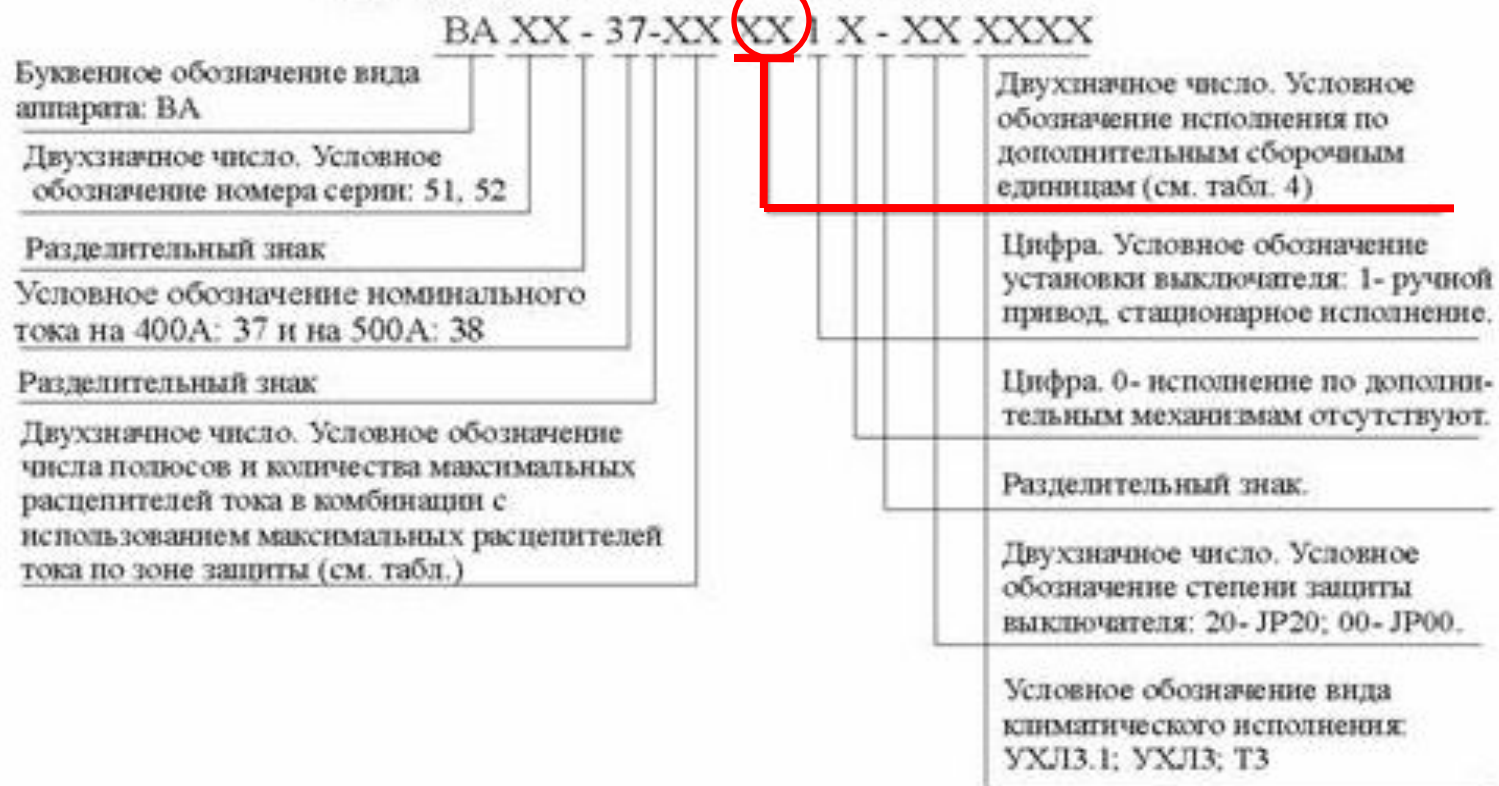 ВА ХХ - 37-ХХ ХХ 1 Х - ХХ ХХХХ
Буквенное обозначение вида
аппарата: ВА
Двухзначное число. Условное
обозначение номера серии: 51, 52
Разделительный знак
Условное обозначение номинального
тока на 400А: 37 и на 500А: 38
Разделительный знак
Двухзначное число. Условное обозначение
числа полюсов и количества максимальных
расцепителей тока в комбинации с
использованием максимальных расцепителей
тока по зоне защиты (см. табл.)
Двухзначное число. Условное
обозначение исполнения по
дополнительным сборочным
единицам (см. табл. 4)
Цифра. Условное обозначение
установки выключателя: 1- ручной
привод, стационарное исполнение.
Цифра. 0- исполнение по дополни-
тельным механизмам отсутствуют.
Разделительный знак.
Двухзначное число. Условное
обозначение степени защиты
выключателя: 20- JP20; 00- JP00.
Условное обозначение вида
климатического исполнения:
УХЛ3.1; УХЛ3; Т3